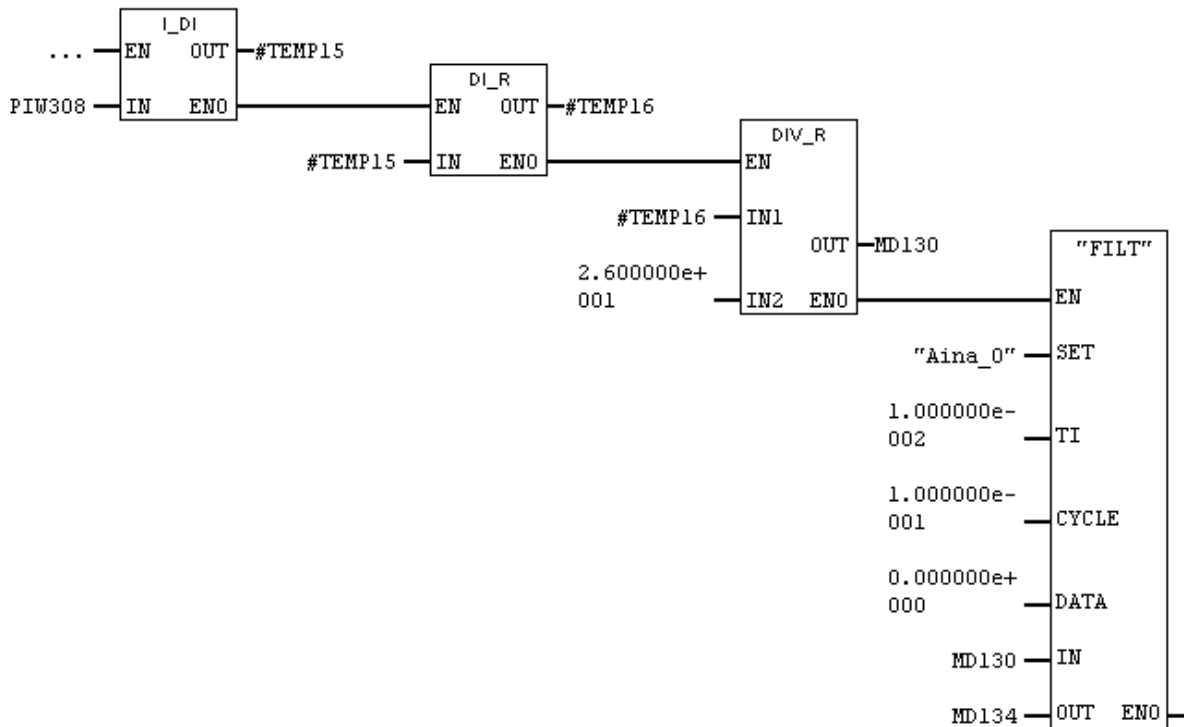 I_DI
... EN OUT #TEMP15
PIW308 IN ENO
DI_R
EN OUT #TEMP16
#TEMP15 IN ENO
DIV_R
EN
#TEMP16 IN1
OUT MD130
2.600000e+
001 IN2 ENO
"FILT"
EN
"Aina_0" SET
1.000000e-
002 TI
1.000000e-
001 CYCLE
0.000000e+
000 DATA
MD130 IN
MD134 OUT ENO